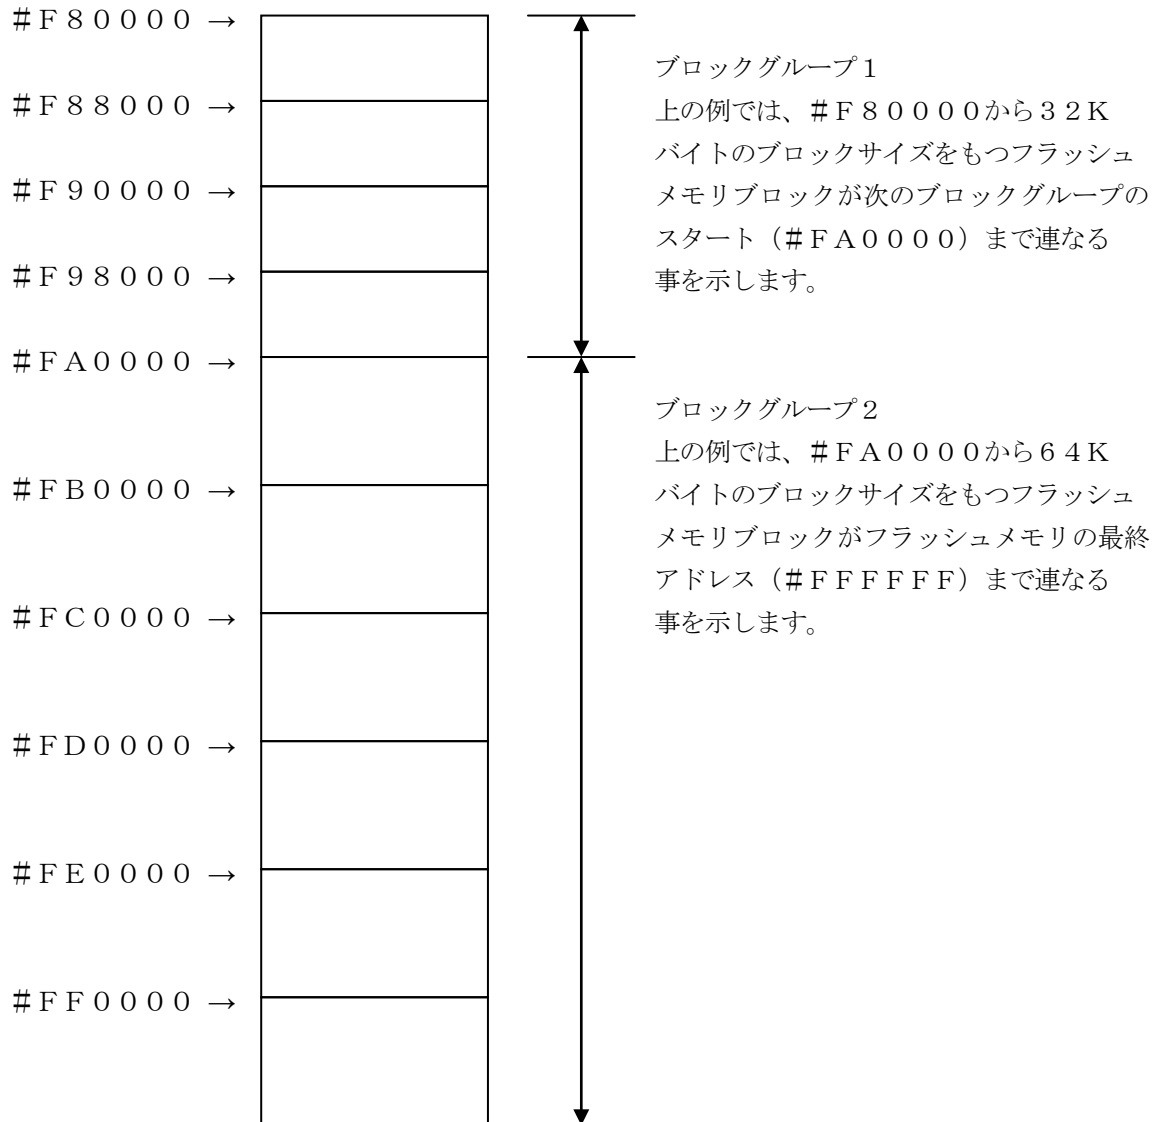 ＃Ｆ８００００ →
＃Ｆ８８０００ →
＃Ｆ９００００ →
＃Ｆ９８０００ →
＃ＦＡ００００ →
＃ＦＢ００００ →
＃ＦＣ００００ →
＃ＦＤ００００ →
＃ＦＥ００００ →
＃ＦＦ００００ →
ブロックグループ１
上の例では、＃Ｆ８００００から３２Ｋ
バイトのブロックサイズをもつフラッシュ
メモリブロックが次のブロックグループの
スタート（＃ＦＡ００００）まで連なる
事を示します。
ブロックグループ２
上の例では、＃ＦＡ００００から６４Ｋ
バイトのブロックサイズをもつフラッシュ
メモリブロックがフラッシュメモリの最終
アドレス（＃ＦＦＦＦＦＦ）まで連なる
事を示します。